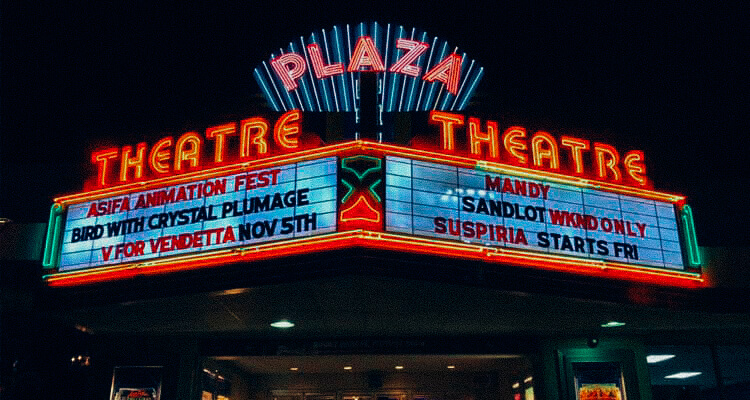 PLAZA
THEATRE
THEATRE
ASIFA ANIMATION FEST
BIRD WITH CRYSTAL PLUMAGE
V FOR VENDETTA NOV 5TH
MANDY
SANDLOT WKND ONLY
SUSPIRIA STARTS FRI